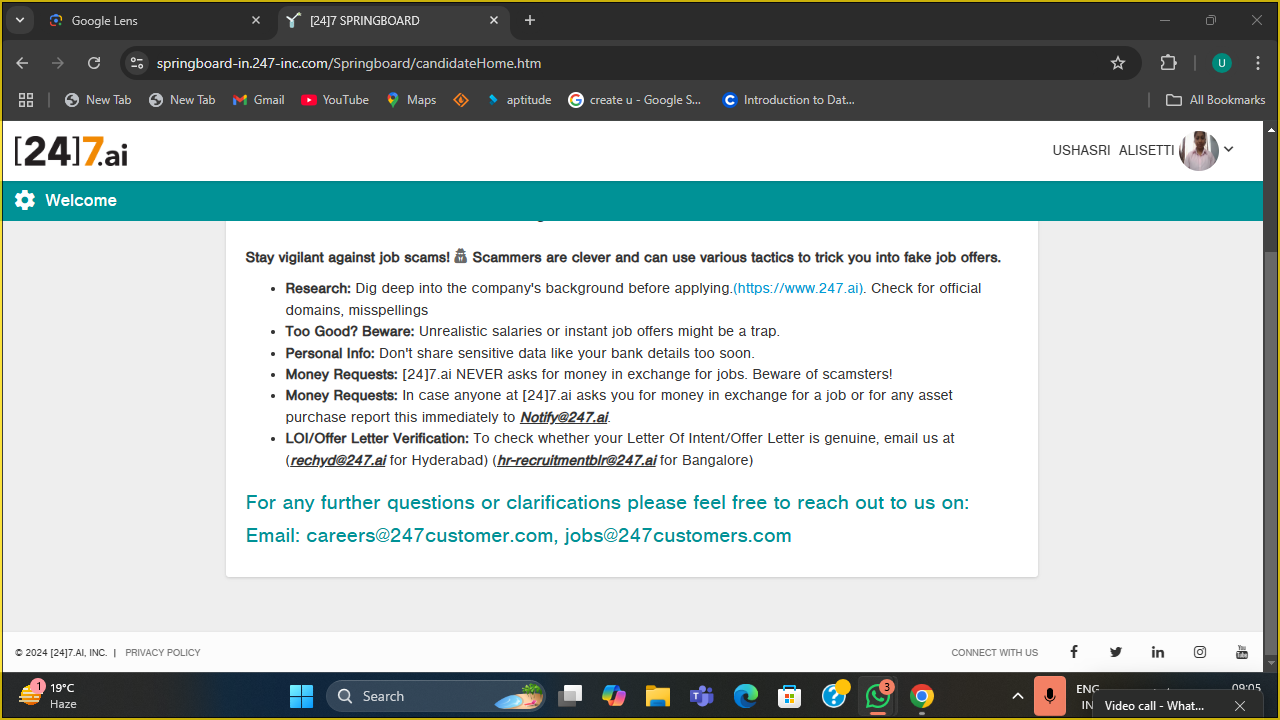 Google Lens
[24]7 SPRINGBOARD
springboard-in.247-inc.com/Springboard/candidateHome.htm
U
New Tab
New Tab
Gmail
YouTube
Maps
aptitude
create u - Google S...
Introduction to Dat...
All Bookmarks
[24]7.ai
USHASRI ALISETTI
Welcome
Stay vigilant against job scams! Scammers are clever and can use various tactics to trick you into fake job offers.
• Research: Dig deep into the company's background before applying.(https://www.247.ai). Check for official
domains, misspellings
• Too Good? Beware: Unrealistic salaries or instant job offers might be a trap.
• Personal Info: Don't share sensitive data like your bank details too soon.
• Money Requests: [24]7.ai NEVER asks for money in exchange for jobs. Beware of scamsters!
• Money Requests: In case anyone at [24]7.ai asks you for money in exchange for a job or for any asset
purchase report this immediately to Notify@247.ai.
• LOI/Offer Letter Verification: To check whether your Letter Of Intent/Offer Letter is genuine, email us at
(rechyd@247.ai for Hyderabad) (hr-recruitmentblr@247.ai for Bangalore)
For any further questions or clarifications please feel free to reach out to us on:
Email: careers@247customer.com, jobs@247customers.com
© 2024 [24]7.AI, INC. | PRIVACY POLICY
CONNECT WITH US
You Tube
1
19°C
Haze
Search
3
ENG
IN
09:05
Video call - What...